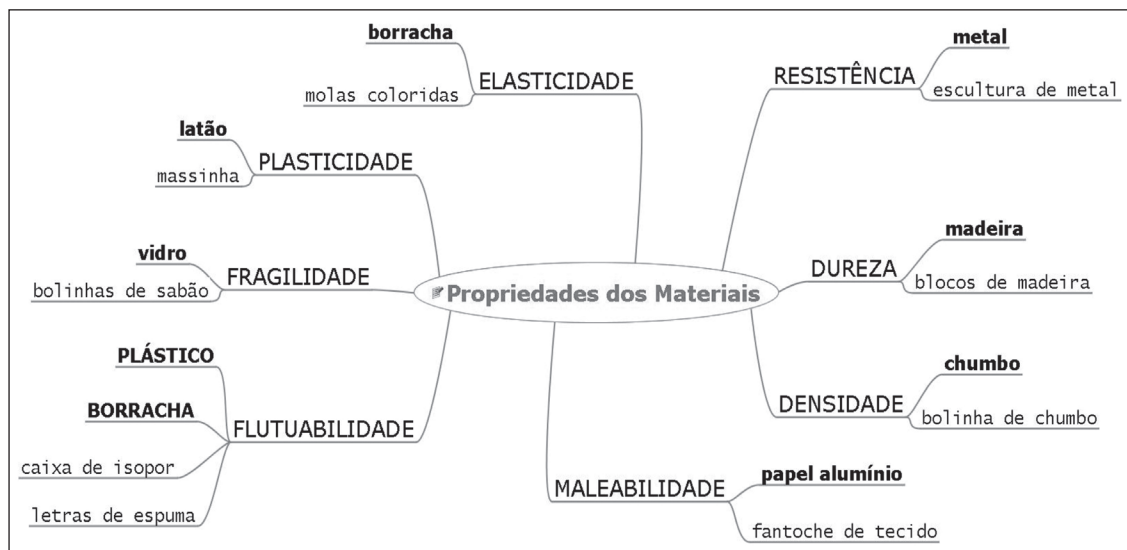 Propriedades dos Materiais
ELASTICIDADE
borracha
molas coloridas
PLASTICIDADE
latão
massinha
FRAGILIDADE
vidro
bolinhas de sabão
FLUTUABILIDADE
PLÁSTICO
BORRACHA
caixa de isopor
letras de espuma
RESISTÊNCIA
metal
escultura de metal
DUREZA
madeira
blocos de madeira
DENSIDADE
chumbo
bolinha de chumbo
MALEABILIDADE
papel alumínio
fantoche de tecido